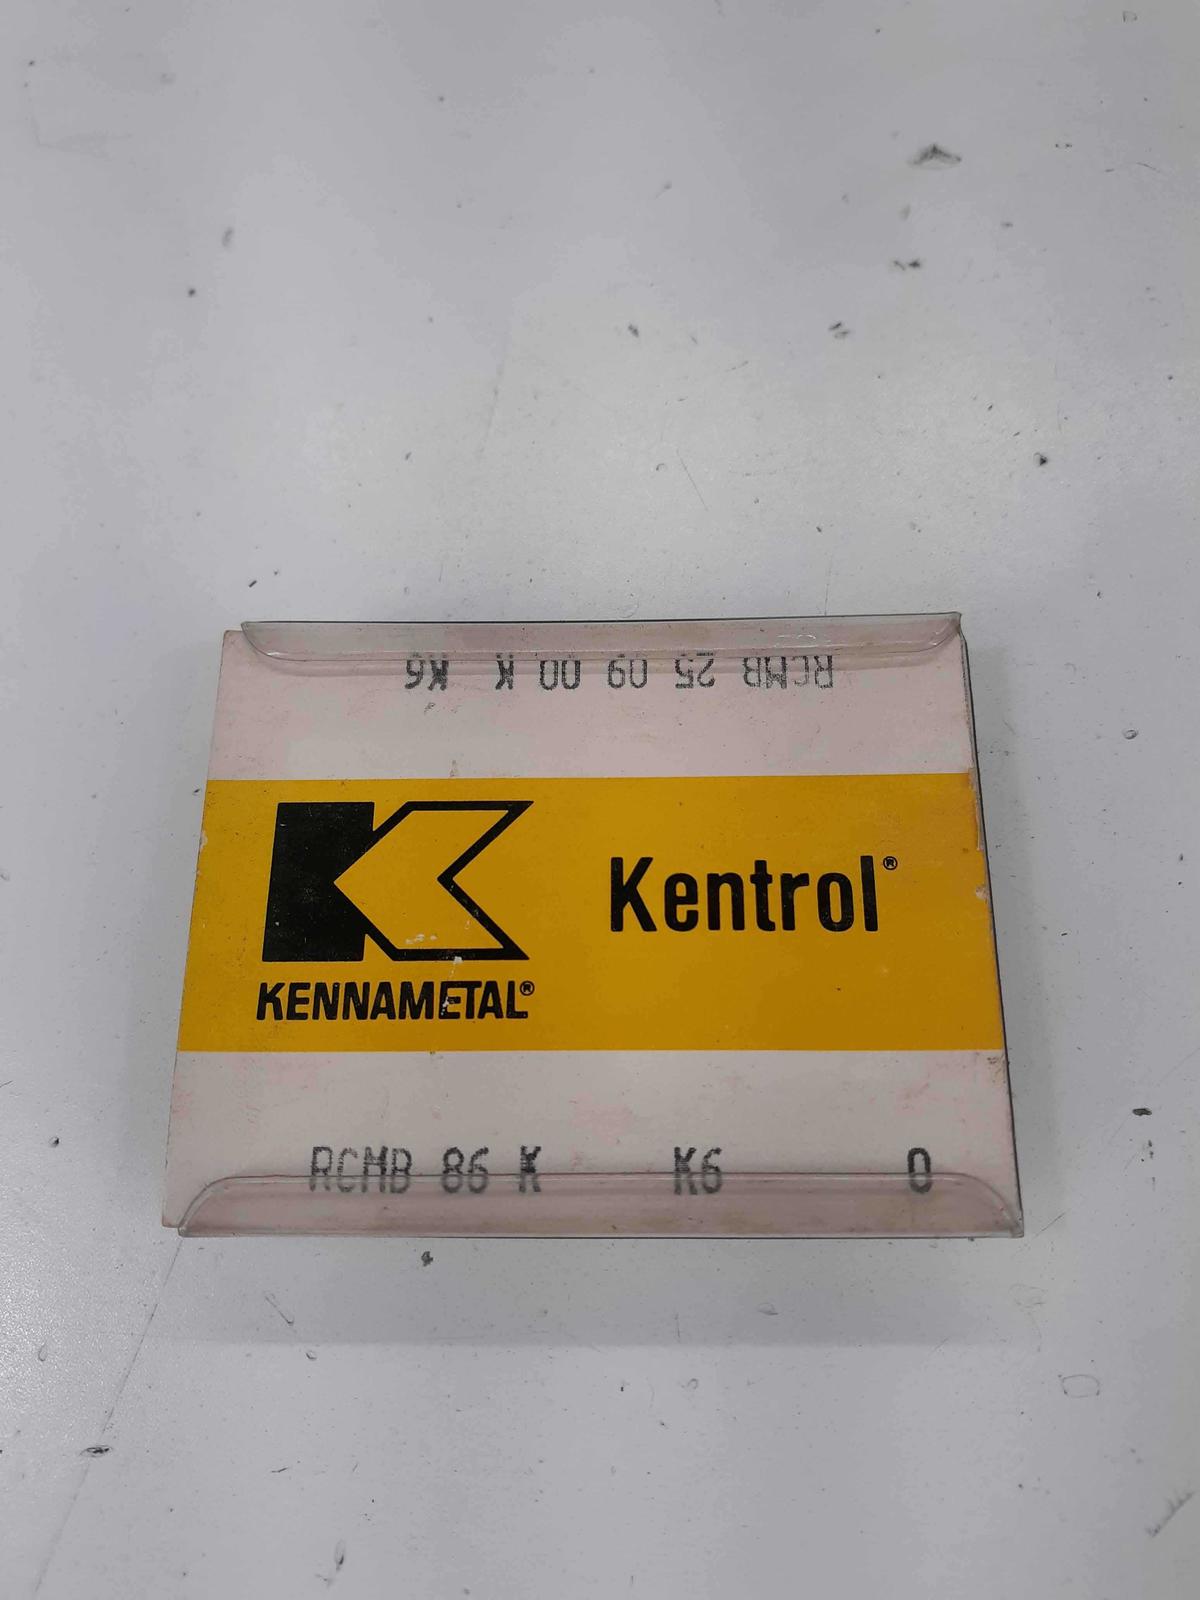 RCMB 25 09 00 K K6
Kentrol®
KENNAMETAL®
RCMB 86 K K6 0